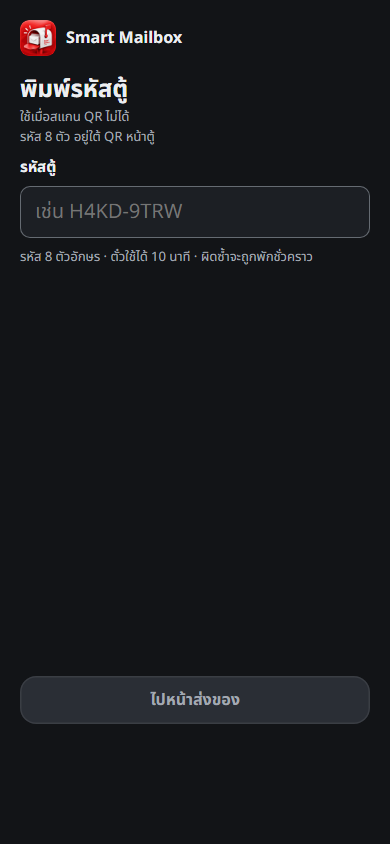 Smart Mailbox
พิมพ์รหัสตู้
ใช้เมื่อสแกน QR ไม่ได้
รหัส 8 ตัว อยู่ใต้ QR หน้าตู้
รหัสตู้
เช่น H4KD-9TRW
รหัส 8 ตัวอักษร · ตั๋วใช้ได้ 10 นาที · ผิดซ้ำจะถูกพักชั่วคราว
ไปหน้าส่งของ